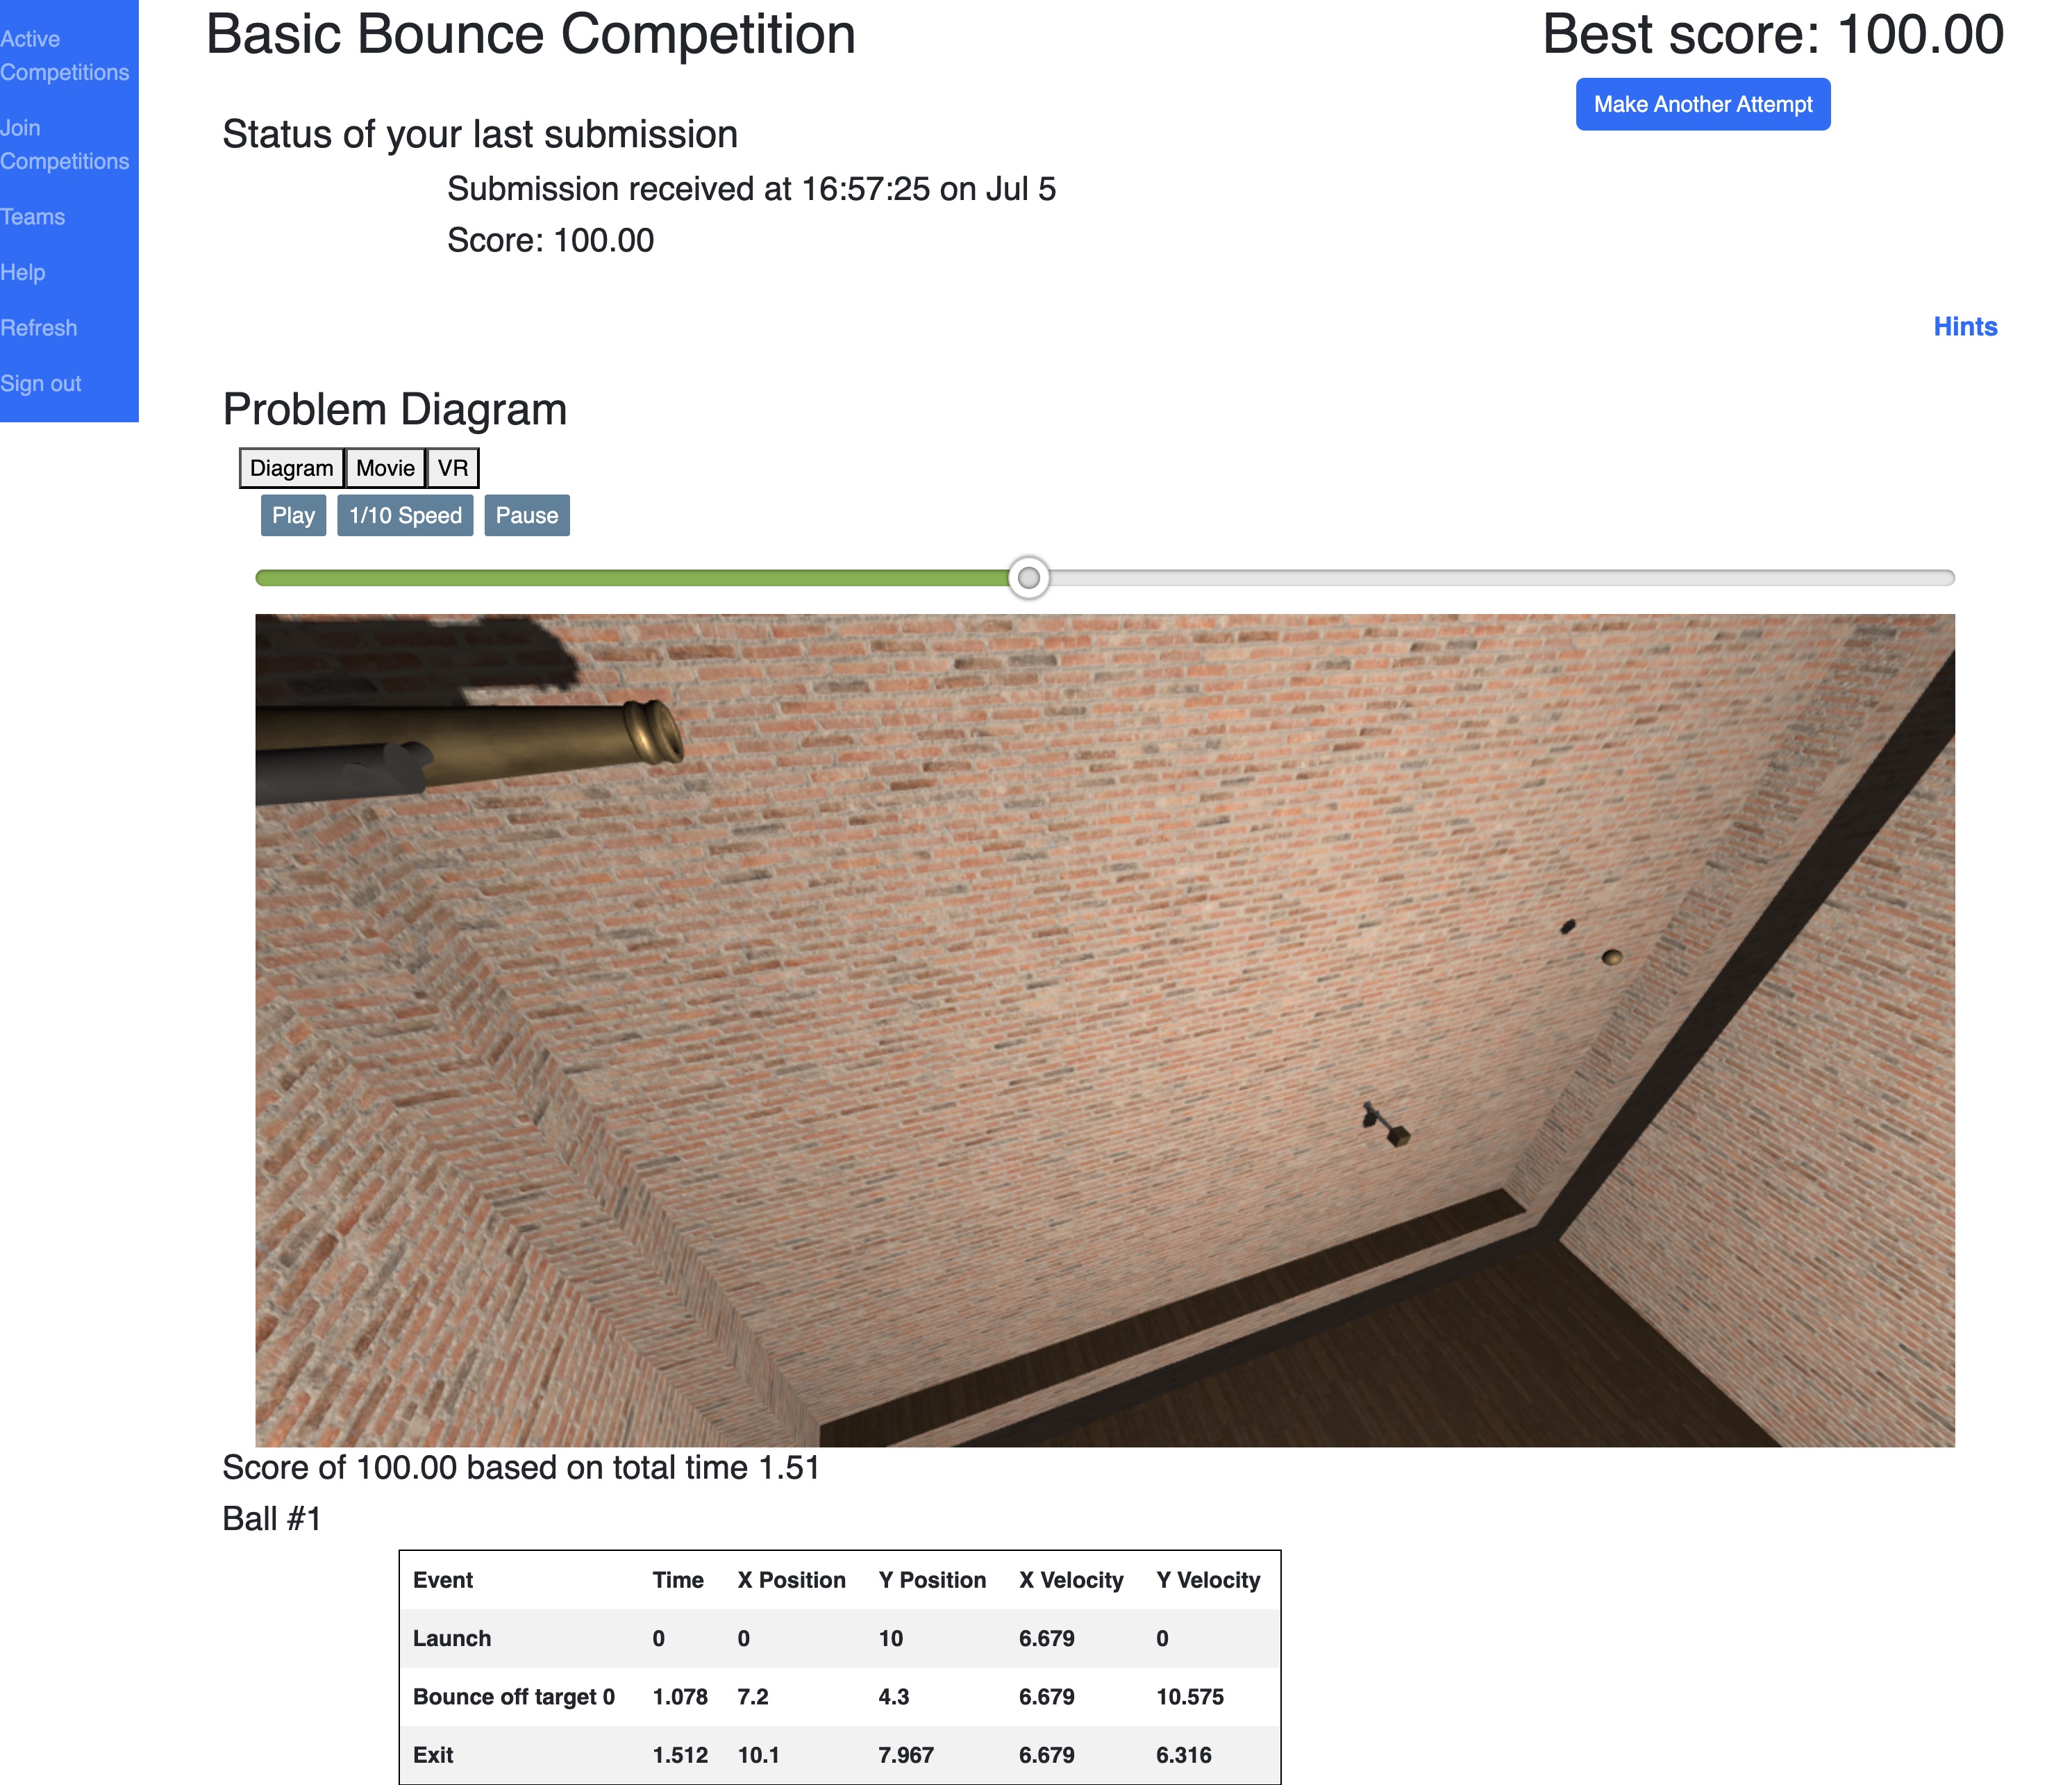 Active
Competitions
Join
Competitions
Teams
Help
Refresh
Sign out
Basic Bounce Competition
Best score: 100.00
Make Another Attempt
Status of your last submission
Submission received at 16:57:25 on Jul 5
Score: 100.00
Hints
Problem Diagram
Diagram Movie VR
Play 1/10 Speed Pause
Score of 100.00 based on total time 1.51
Ball #1
Event Time X Position Y Position X Velocity Y Velocity
Launch 0 0 10 6.679 0
Bounce off target 0 1.078 7.2 4.3 6.679 10.575
Exit 1.512 10.1 7.967 6.679 6.316